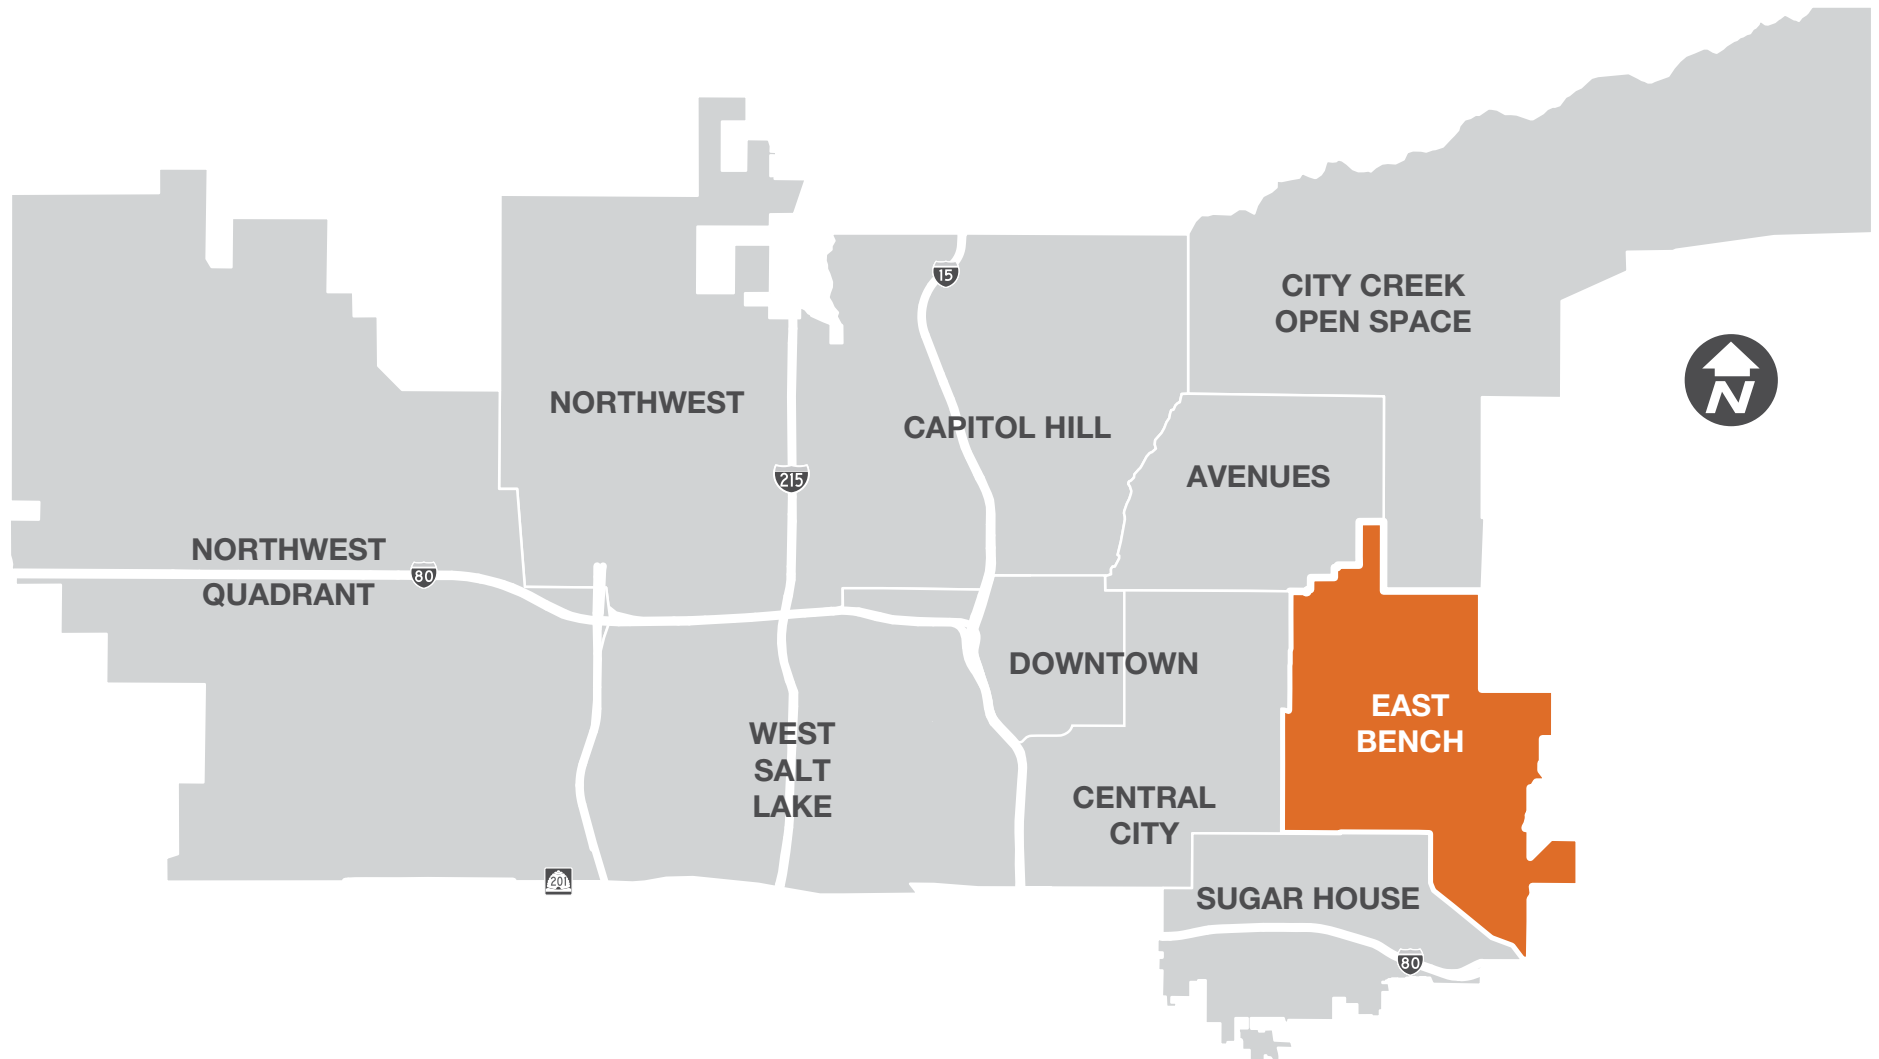 15
CITY CREEK
OPEN SPACE
N
NORTHWEST
CAPITOL HILL
215
AVENUES
NORTHWEST
QUADRANT
80
DOWNTOWN
EAST
BENCH
WEST
SALT
LAKE
CENTRAL
CITY
201
SUGAR HOUSE
80